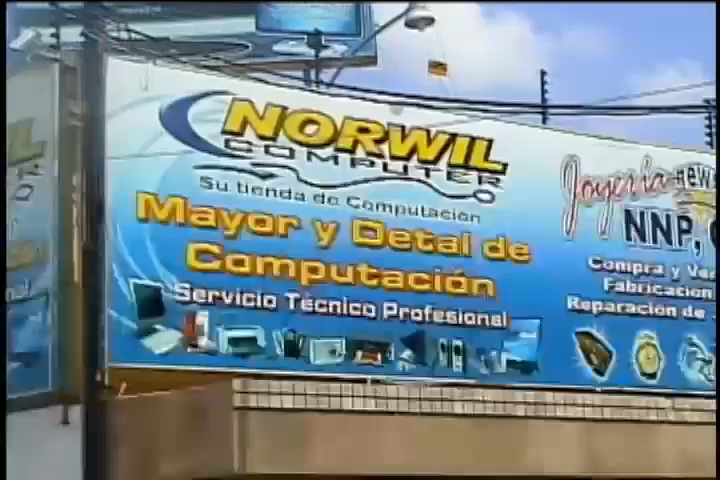 NORWIL
COMPUTER
Su tienda de Computación
Mayor y Detal de
Computación
Servicio Técnico Profesional
Joyería news
NNP,
Compra y
Fabricación
Reparación de